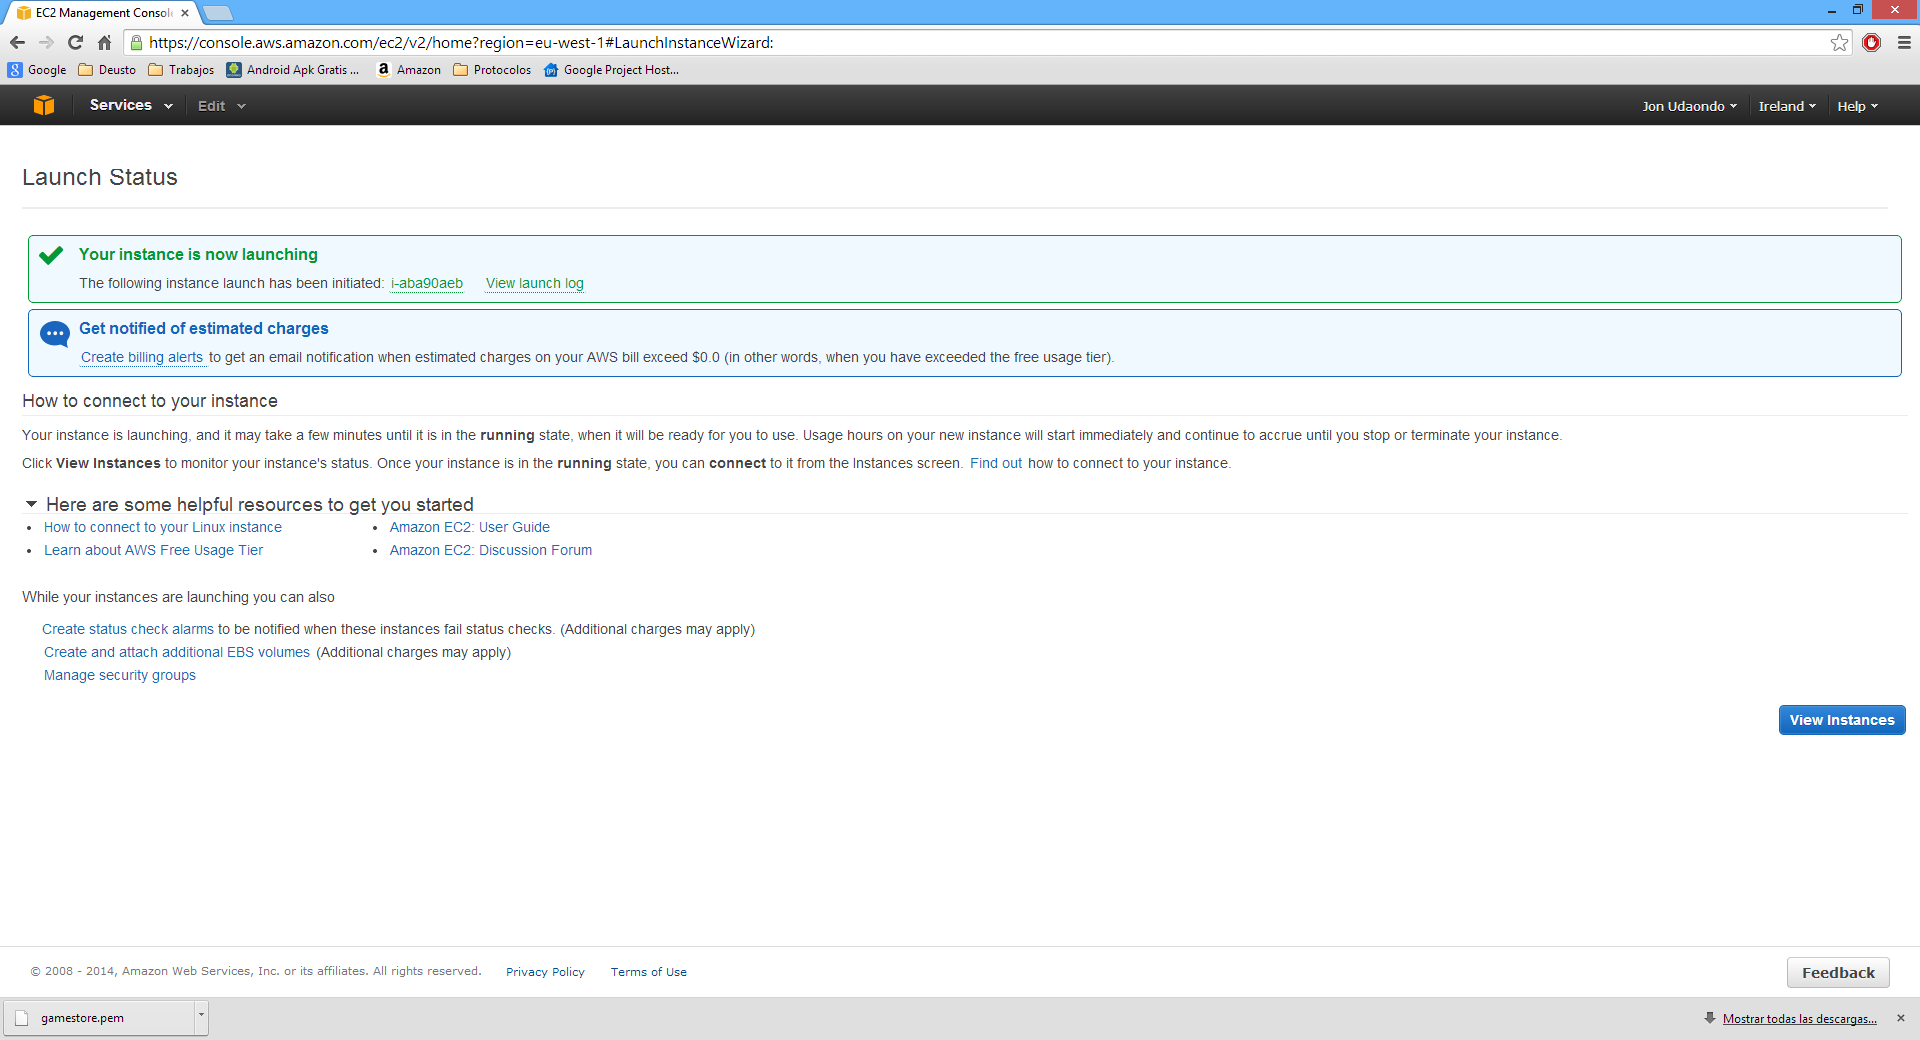 EC2 Management Consol
https://console.aws.amazon.com/ec2/v2/home?region=eu-west-1#LaunchInstanceWizard:
Google Deusto Trabajos Android Apk Gratis ... Amazon Protocolos Google Project Host...
Services Edit Jon Udaondo Ireland Help
Launch Status
Your instance is now launching
The following instance launch has been initiated: i-aba90aeb View launch log
Get notified of estimated charges
Create billing alerts to get an email notification when estimated charges on your AWS bill exceed $0.0 (in other words, when you have exceeded the free usage tier).
How to connect to your instance
Your instance is launching, and it may take a few minutes until it is in the running state, when it will be ready for you to use. Usage hours on your new instance will start immediately and continue to accrue until you stop or terminate your instance.
Click View Instances to monitor your instance's status. Once your instance is in the running state, you can connect to it from the Instances screen. Find out how to connect to your instance.
Here are some helpful resources to get you started
• How to connect to your Linux instance • Amazon EC2: User Guide
• Learn about AWS Free Usage Tier • Amazon EC2: Discussion Forum
While your instances are launching you can also
Create status check alarms to be notified when these instances fail status checks. (Additional charges may apply)
Create and attach additional EBS volumes (Additional charges may apply)
Manage security groups
View Instances
© 2008 - 2014, Amazon Web Services, Inc. or its affiliates. All rights reserved. Privacy Policy Terms of Use Feedback
gamestore.pem Mostrar todas las descargas...